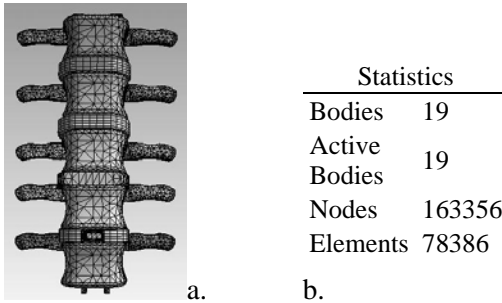 Statistics
Bodies 19
Active Bodies 19
Nodes 163356
Elements 78386
a. b.